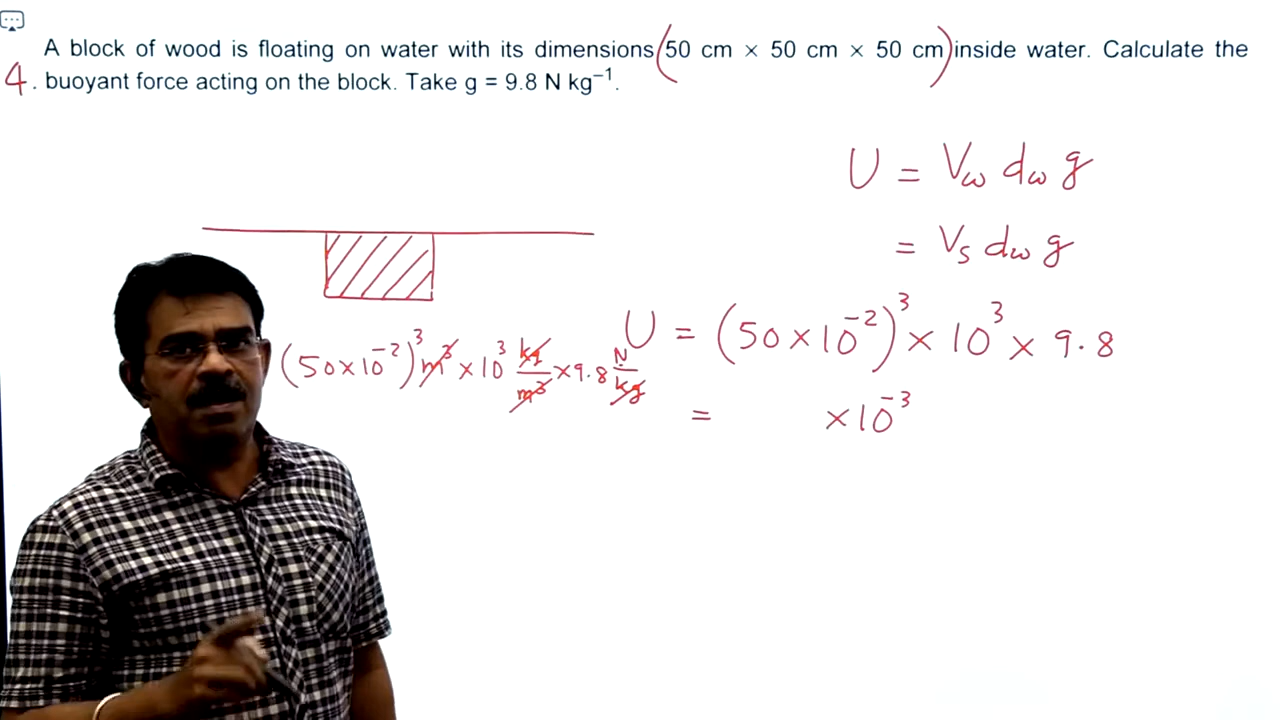 A block of wood is floating on water with its dimensions (50 cm × 50 cm × 50 cm) inside water. Calculate the
4. buoyant force acting on the block. Take g = 9.8 N kg⁻¹.
U = V_w d_w g
= V_s d_w g
U = (50×10⁻²)³ × 10³ × 9.8
(50×10⁻²)³ m³ × 10³ kg/m³ × 9.8 N/kg
= ×10⁻³